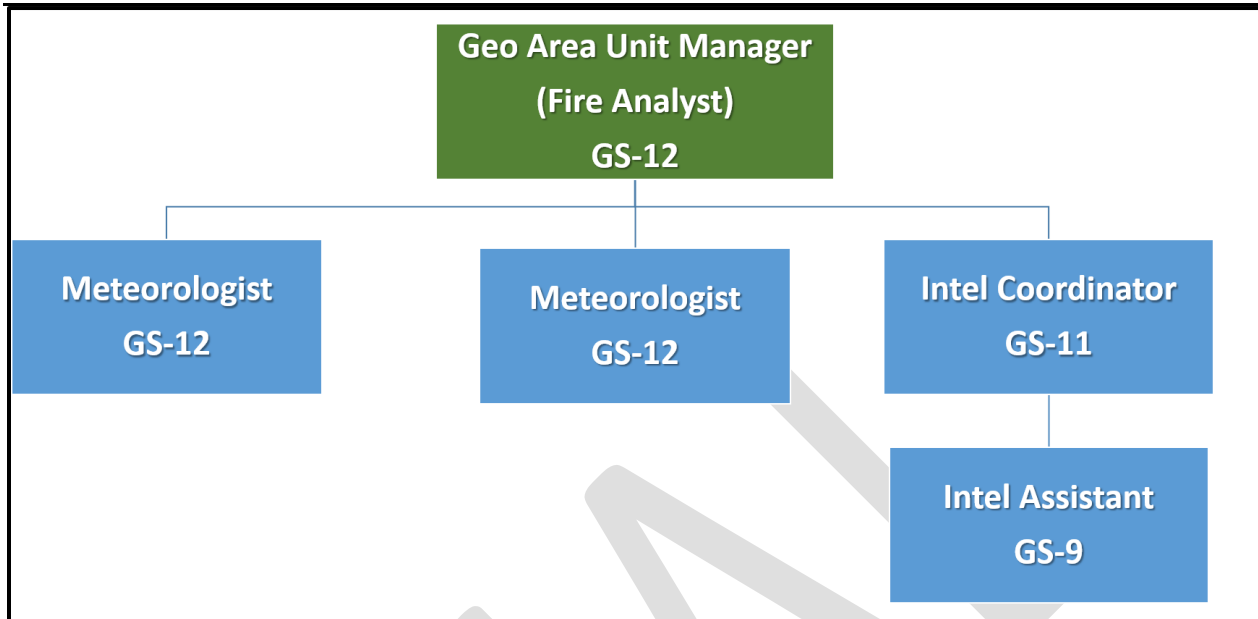 Geo Area Unit Manager
(Fire Analyst)
GS-12
Meteorologist
GS-12
Meteorologist
GS-12
Intel Coordinator
GS-11
Intel Assistant
GS-9